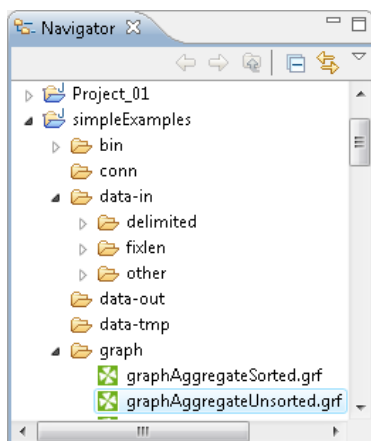 Navigator
Project_01
simpleExamples
bin
conn
data-in
delimited
fixlen
other
data-out
data-tmp
graph
graphAggregateSorted.grf
graphAggregateUnsorted.grf